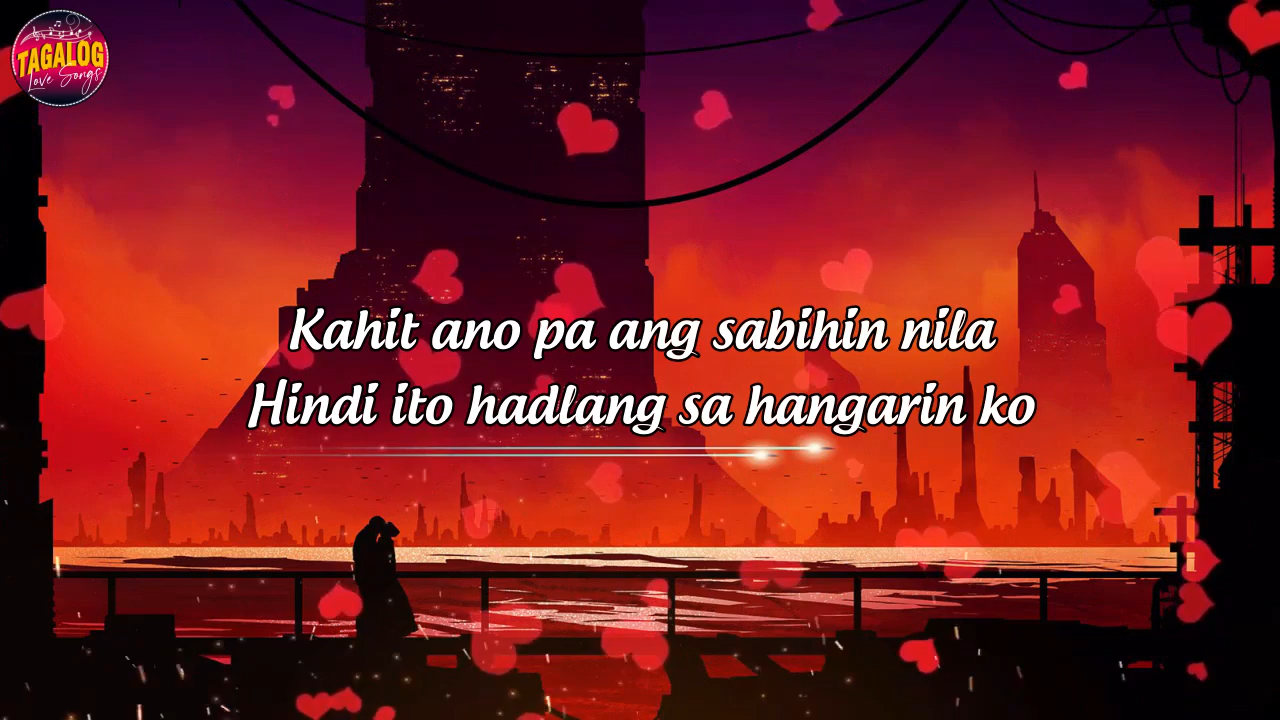 TAGALOG
Love Songs
Kahit ano pa ang sabihin nila
Hindi ito hadlang sa hangarin ko